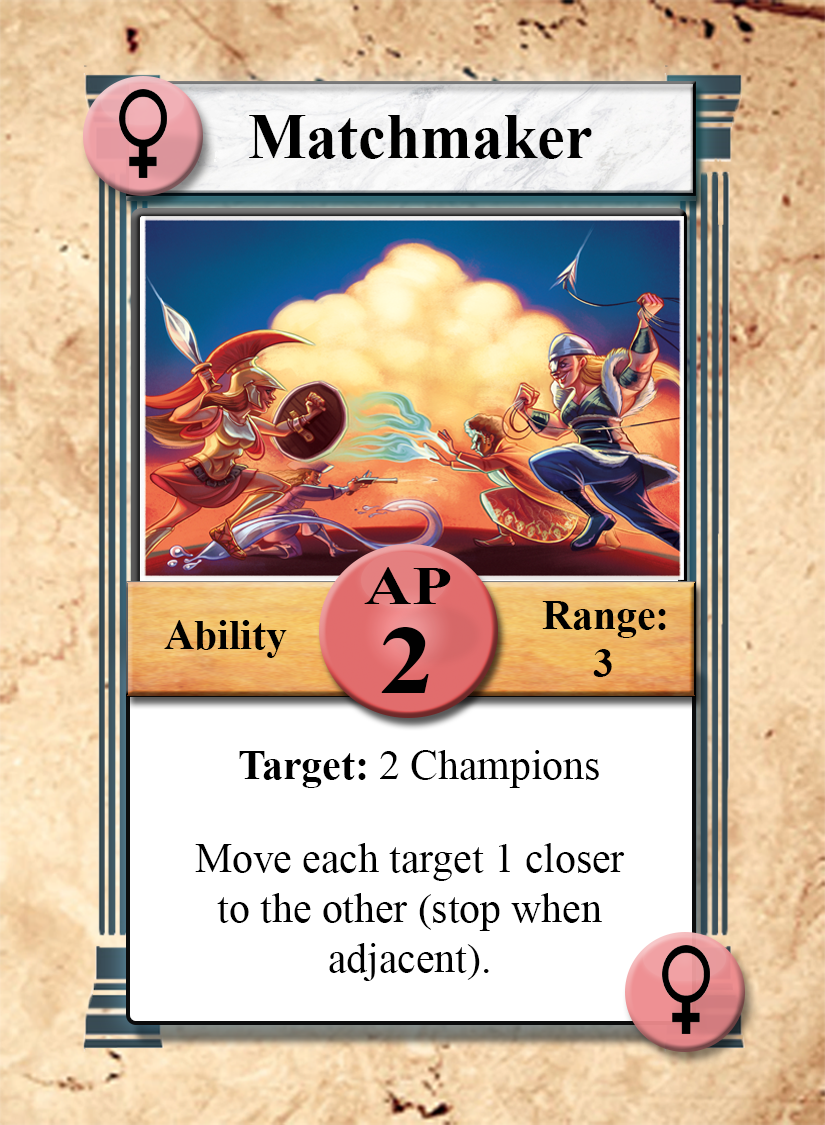 Matchmaker
AP
2
Ability
Range:
3
Target: 2 Champions
Move each target 1 closer
to the other (stop when
adjacent).